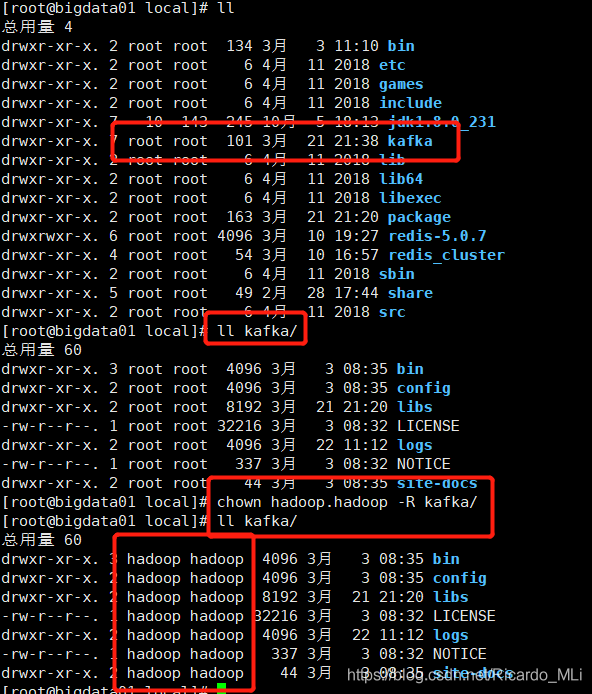 [root@bigdata01 local]# ll
总用量 4
drwxr-xr-x. 2 root root 134 3月 3 11:10 bin
drwxr-xr-x. 2 root root 6 4月 11 2018 etc
drwxr-xr-x. 2 root root 6 4月 11 2018 games
drwxr-xr-x. 2 root root 6 4月 11 2018 include
drwxr-xr-x. 7 10 143 245 10月 5 18:13 jdk1.8.0_231
drwxr-xr-x. 7 root root 101 3月 21 21:38 kafka
drwxr-xr-x. 2 root root 6 4月 11 2018 lib
drwxr-xr-x. 2 root root 6 4月 11 2018 lib64
drwxr-xr-x. 2 root root 6 4月 11 2018 libexec
drwxr-xr-x. 2 root root 163 3月 21 21:20 package
drwxrwxr-x. 6 root root 4096 3月 10 19:27 redis-5.0.7
drwxr-xr-x. 4 root root 54 3月 10 16:57 redis_cluster
drwxr-xr-x. 2 root root 6 4月 11 2018 sbin
drwxr-xr-x. 5 root root 49 2月 28 17:44 share
drwxr-xr-x. 2 root root 6 4月 11 2018 src
[root@bigdata01 local]# ll kafka/
总用量 60
drwxr-xr-x. 3 root root 4096 3月 3 08:35 bin
drwxr-xr-x. 2 root root 4096 3月 3 08:35 config
drwxr-xr-x. 2 root root 8192 3月 21 21:20 libs
-rw-r--r--. 1 root root 32216 3月 3 08:32 LICENSE
drwxr-xr-x. 2 root root 4096 3月 22 11:12 logs
-rw-r--r--. 1 root root 337 3月 3 08:32 NOTICE
drwxr-xr-x. 2 root root 44 3月 3 08:35 site-docs
[root@bigdata01 local]# chown hadoop.hadoop -R kafka/
[root@bigdata01 local]# ll kafka/
总用量 60
drwxr-xr-x. 3 hadoop hadoop 4096 3月 3 08:35 bin
drwxr-xr-x. 2 hadoop hadoop 4096 3月 3 08:35 config
drwxr-xr-x. 2 hadoop hadoop 8192 3月 21 21:20 libs
-rw-r--r--. 1 hadoop hadoop 32216 3月 3 08:32 LICENSE
drwxr-xr-x. 2 hadoop hadoop 4096 3月 22 11:12 logs
-rw-r--r--. 1 hadoop hadoop 337 3月 3 08:32 NOTICE
drwxr-xr-x. 2 hadoop hadoop 44 3月 3 08:35 site-docs
[root@bigdata01 local]#